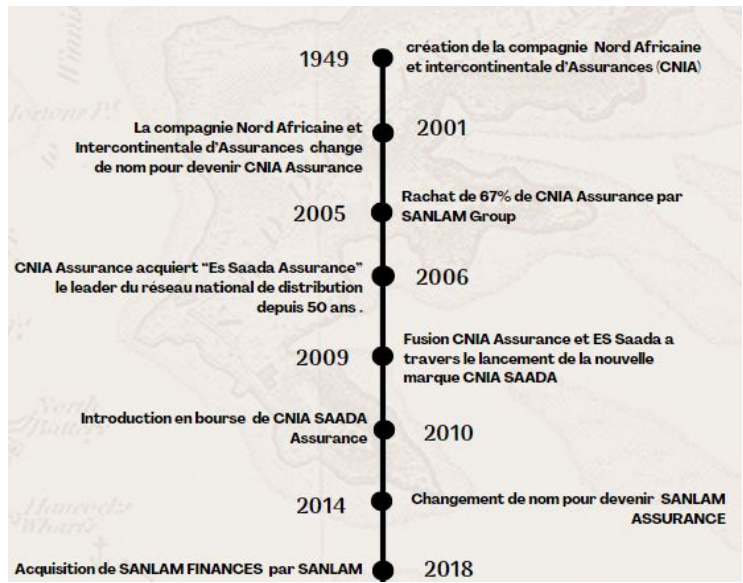 1949
création de la compagnie Nord Africaine
et intercontinentale d'Assurances (CNIA)
La compagnie Nord Africaine et
Intercontinentale d'Assurances change
de nom pour devenir CNIA Assurance
2001
2005
Rachat de 67% de CNIA Assurance par
SANLAM Group
CNIA Assurance acquiert “Es Saada Assurance”
le leader du réseau national de distribution
depuis 50 ans .
2006
2009
Fusion CNIA Assurance et ES Saada a
travers le lancement de la nouvelle
marque CNIA SAADA
Introduction en bourse de CNIA SAADA
Assurance
2010
2014
Changement de nom pour devenir SANLAM
ASSURANCE
Acquisition de SANLAM FINANCES par SANLAM
2018
North
Battery
Hancocks
Wharf